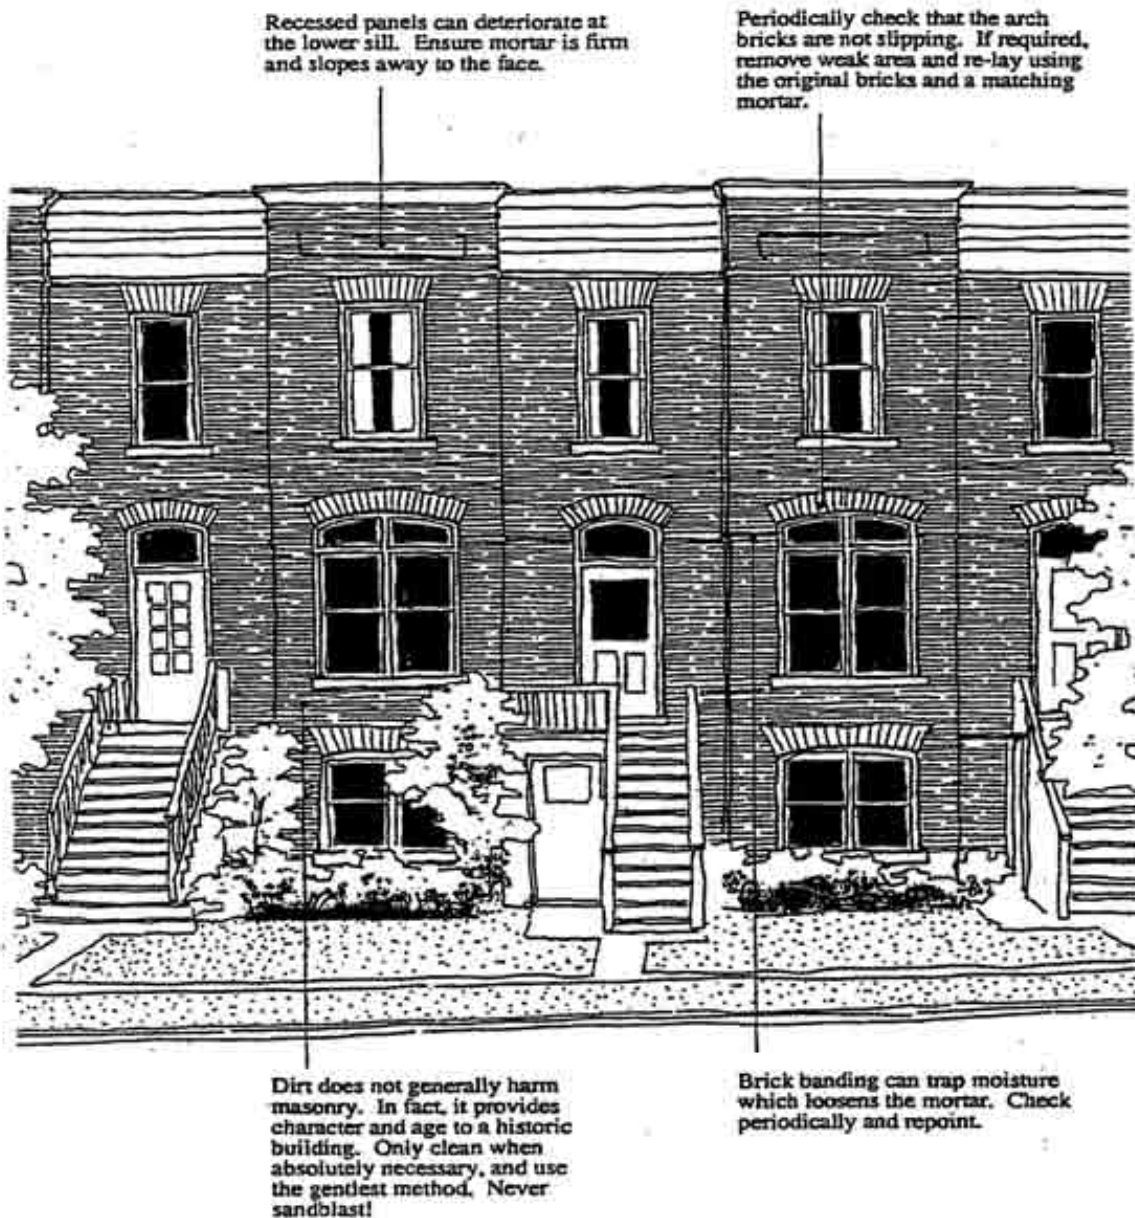 Recessed panels can deteriorate at
the lower sill. Ensure mortar is firm
and slopes away to the face.
Periodically check that the arch
bricks are not slipping. If required,
remove weak area and re-lay using
the original bricks and a matching
mortar.
Dirt does not generally harm
masonry. In fact, it provides
character and age to a historic
building. Only clean when
absolutely necessary, and use
the gentlest method. Never
sandblast!
Brick banding can trap moisture
which loosens the mortar. Check
periodically and repoint.